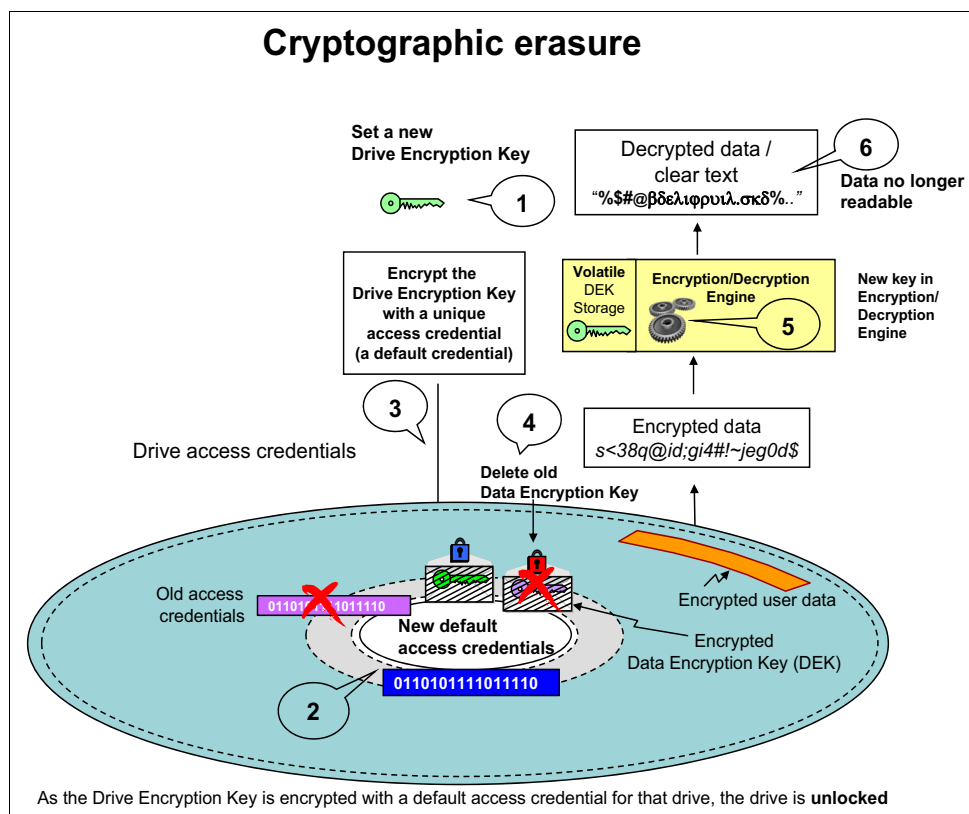 Cryptographic erasure
Set a new
Drive Encryption Key
1
Decrypted data /
clear text
“%$#@βδελιφρυιλ.σκδ%..”
6
Data no longer
readable
Encrypt the
Drive Encryption Key
with a unique
access credential
(a default credential)
Volatile
DEK
Storage
Encryption/Decryption
Engine
5
New key in
Encryption/
Decryption
Engine
3
4
Drive access credentials
Delete old
Data Encryption Key
Encrypted data
s<38q@id;gi4#!~jeg0d$
Old access
credentials
New default
access credentials
0110101111011110
2
Encrypted user data
Encrypted
Data Encryption Key (DEK)
As the Drive Encryption Key is encrypted with a default access credential for that drive, the drive is unlocked